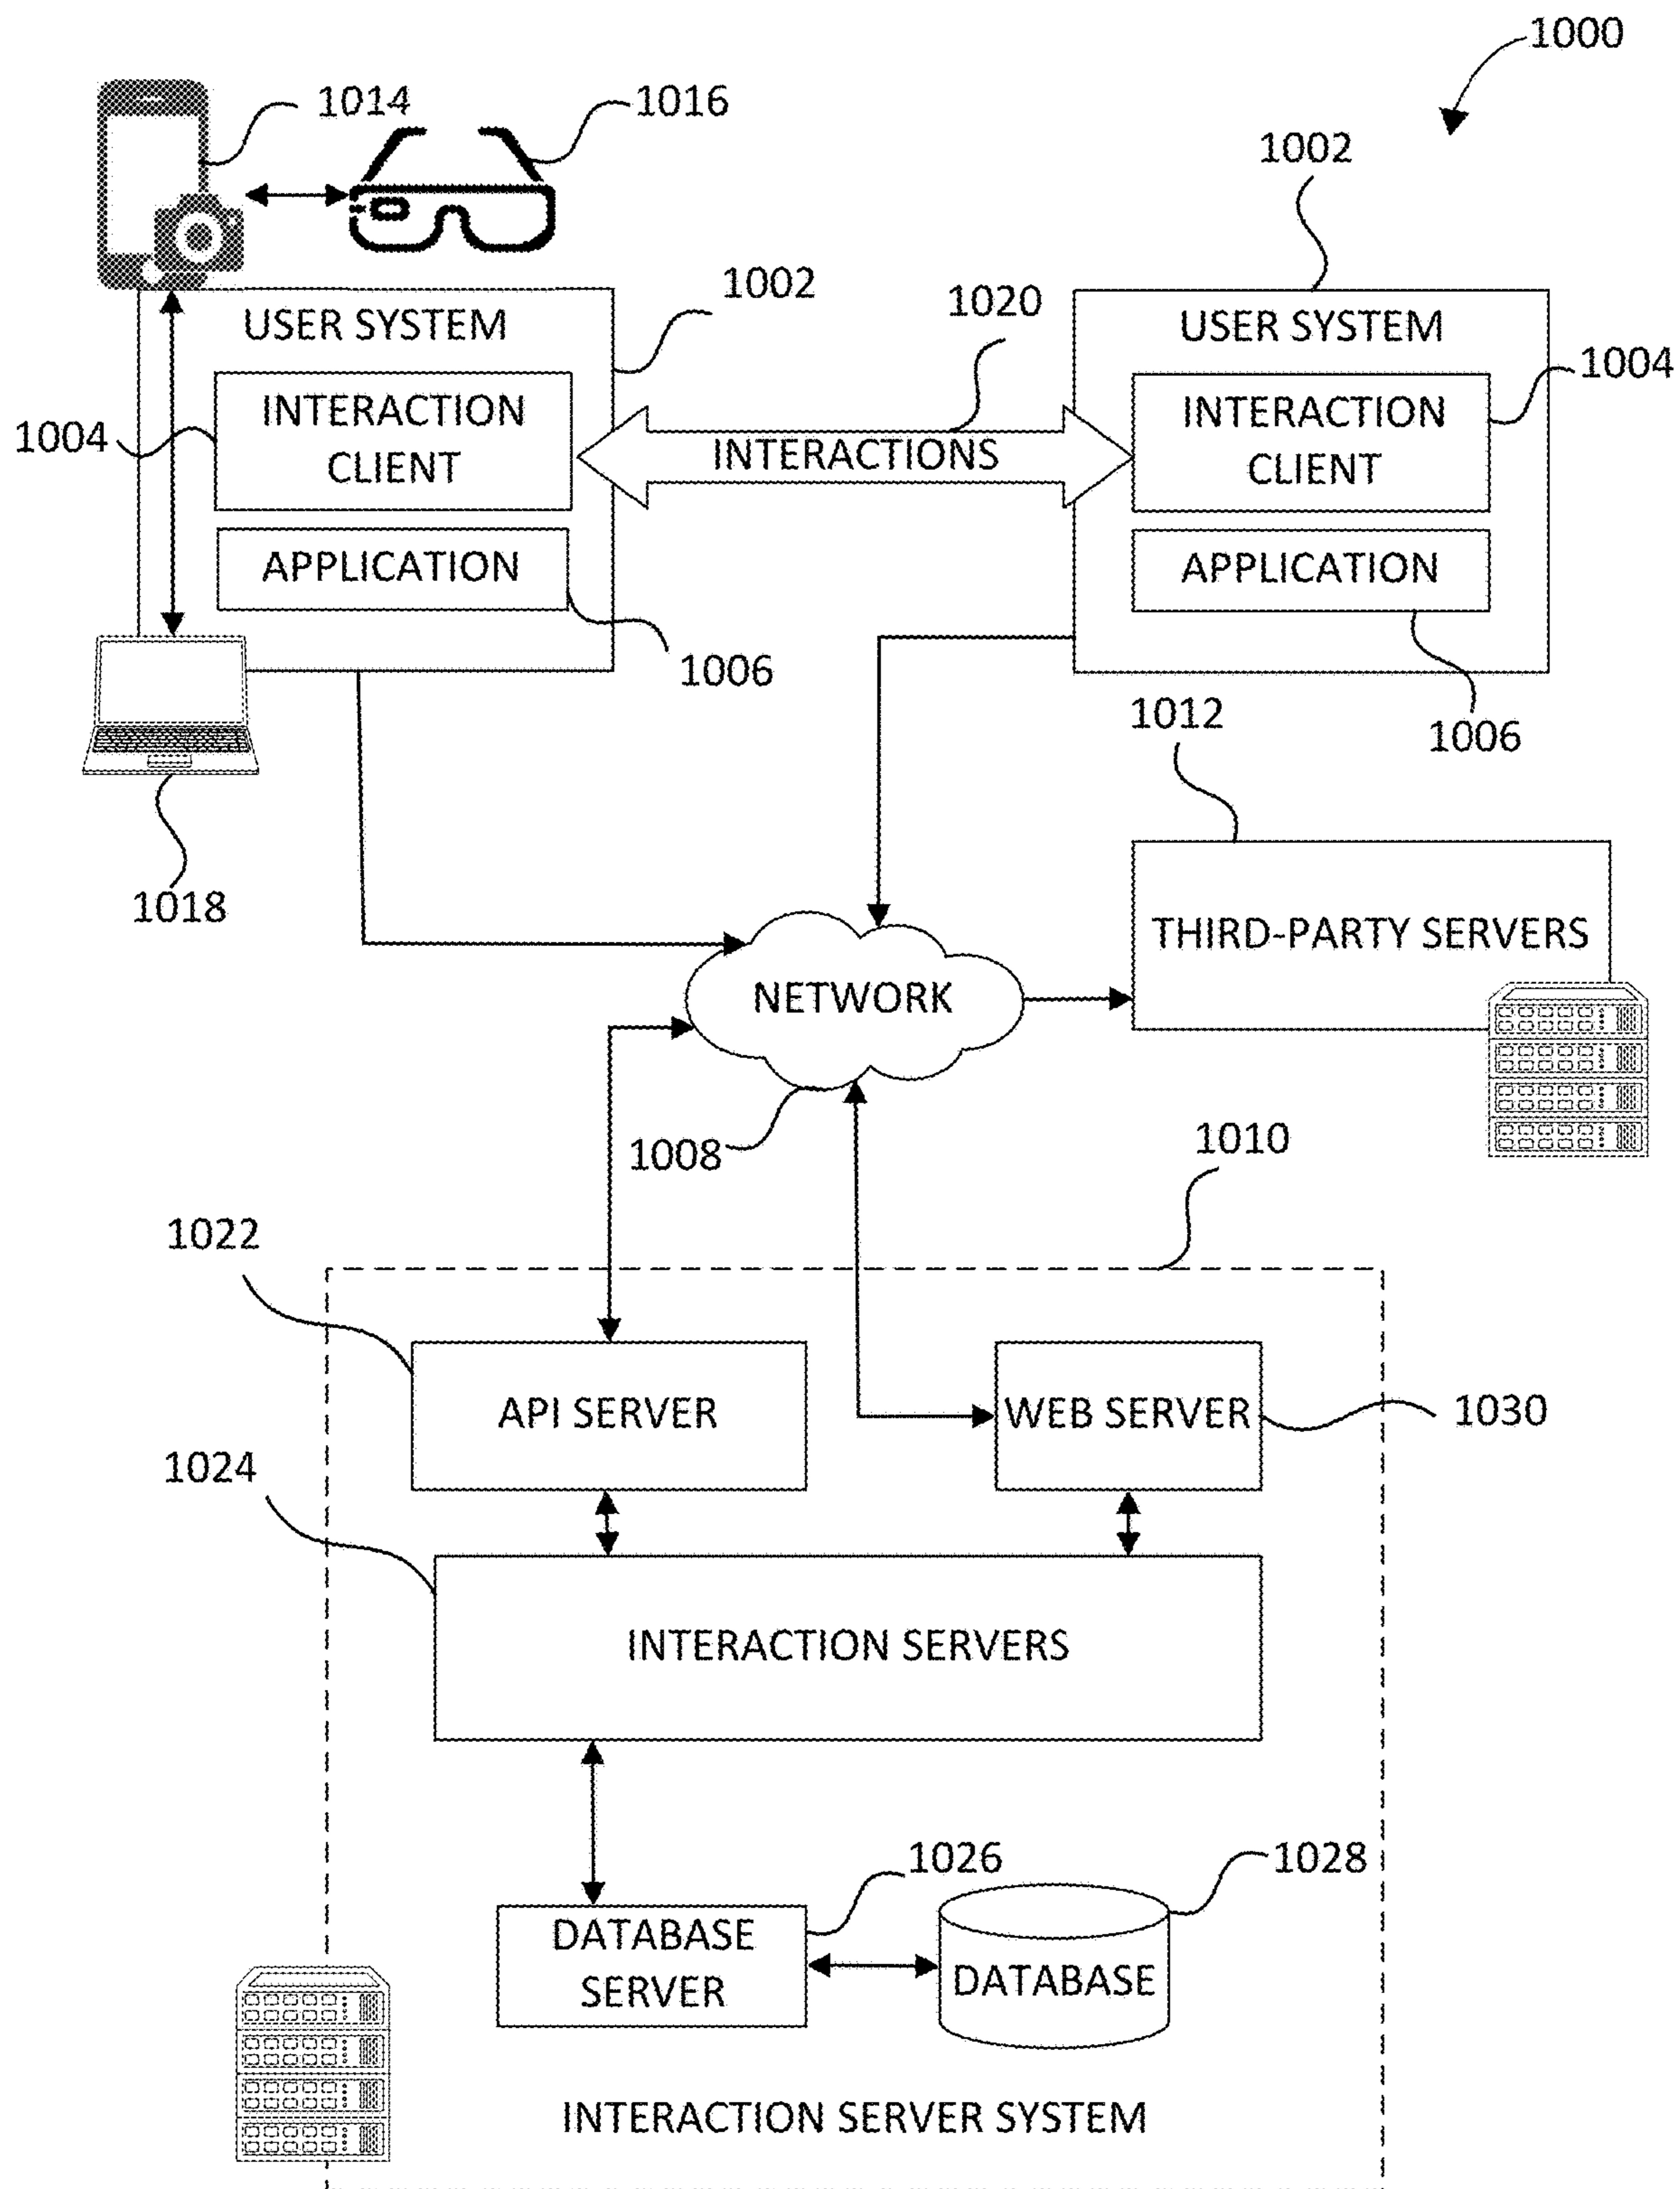 1000
1014
1016
1002
1002
1020
USER SYSTEM
USER SYSTEM
1004
INTERACTION
CLIENT
1004
INTERACTIONS
INTERACTION
CLIENT
APPLICATION
APPLICATION
1006
1006
1012
1018
THIRD-PARTY SERVERS
NETWORK
1008
1010
1022
API SERVER
WEB SERVER
1030
1024
INTERACTION SERVERS
1026
1028
DATABASE
SERVER
DATABASE
INTERACTION SERVER SYSTEM